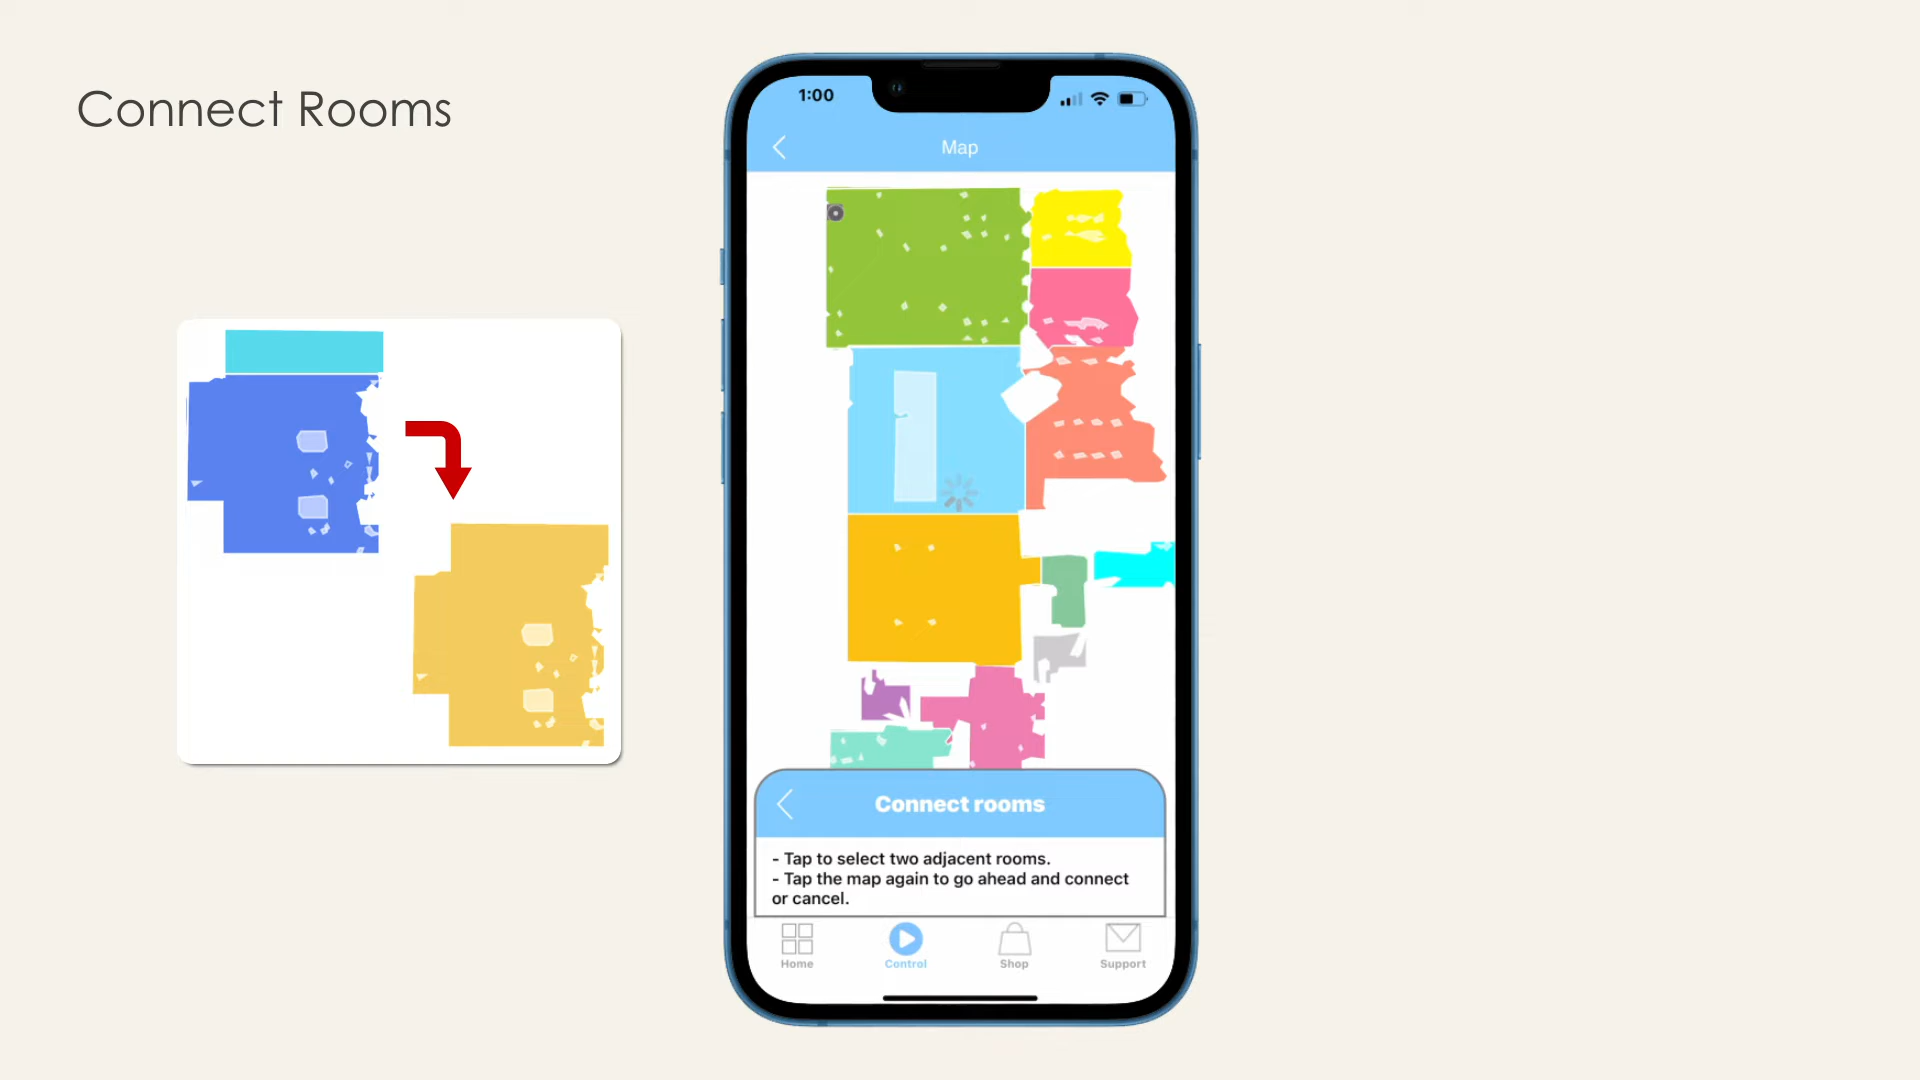 Connect Rooms
1:00
Map
Connect rooms
- Tap to select two adjacent rooms.
- Tap the map again to go ahead and connect
or cancel.
Home
Control
Shop
Support